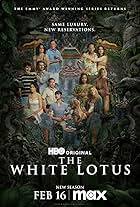 THE EMMY® AWARD-WINNING SERIES RETURNS
SAME LUXURY.
NEW RESERVATIONS.
HBO ORIGINAL
THE
WHITE LOTUS
NEW SEASON
FEB 16
max